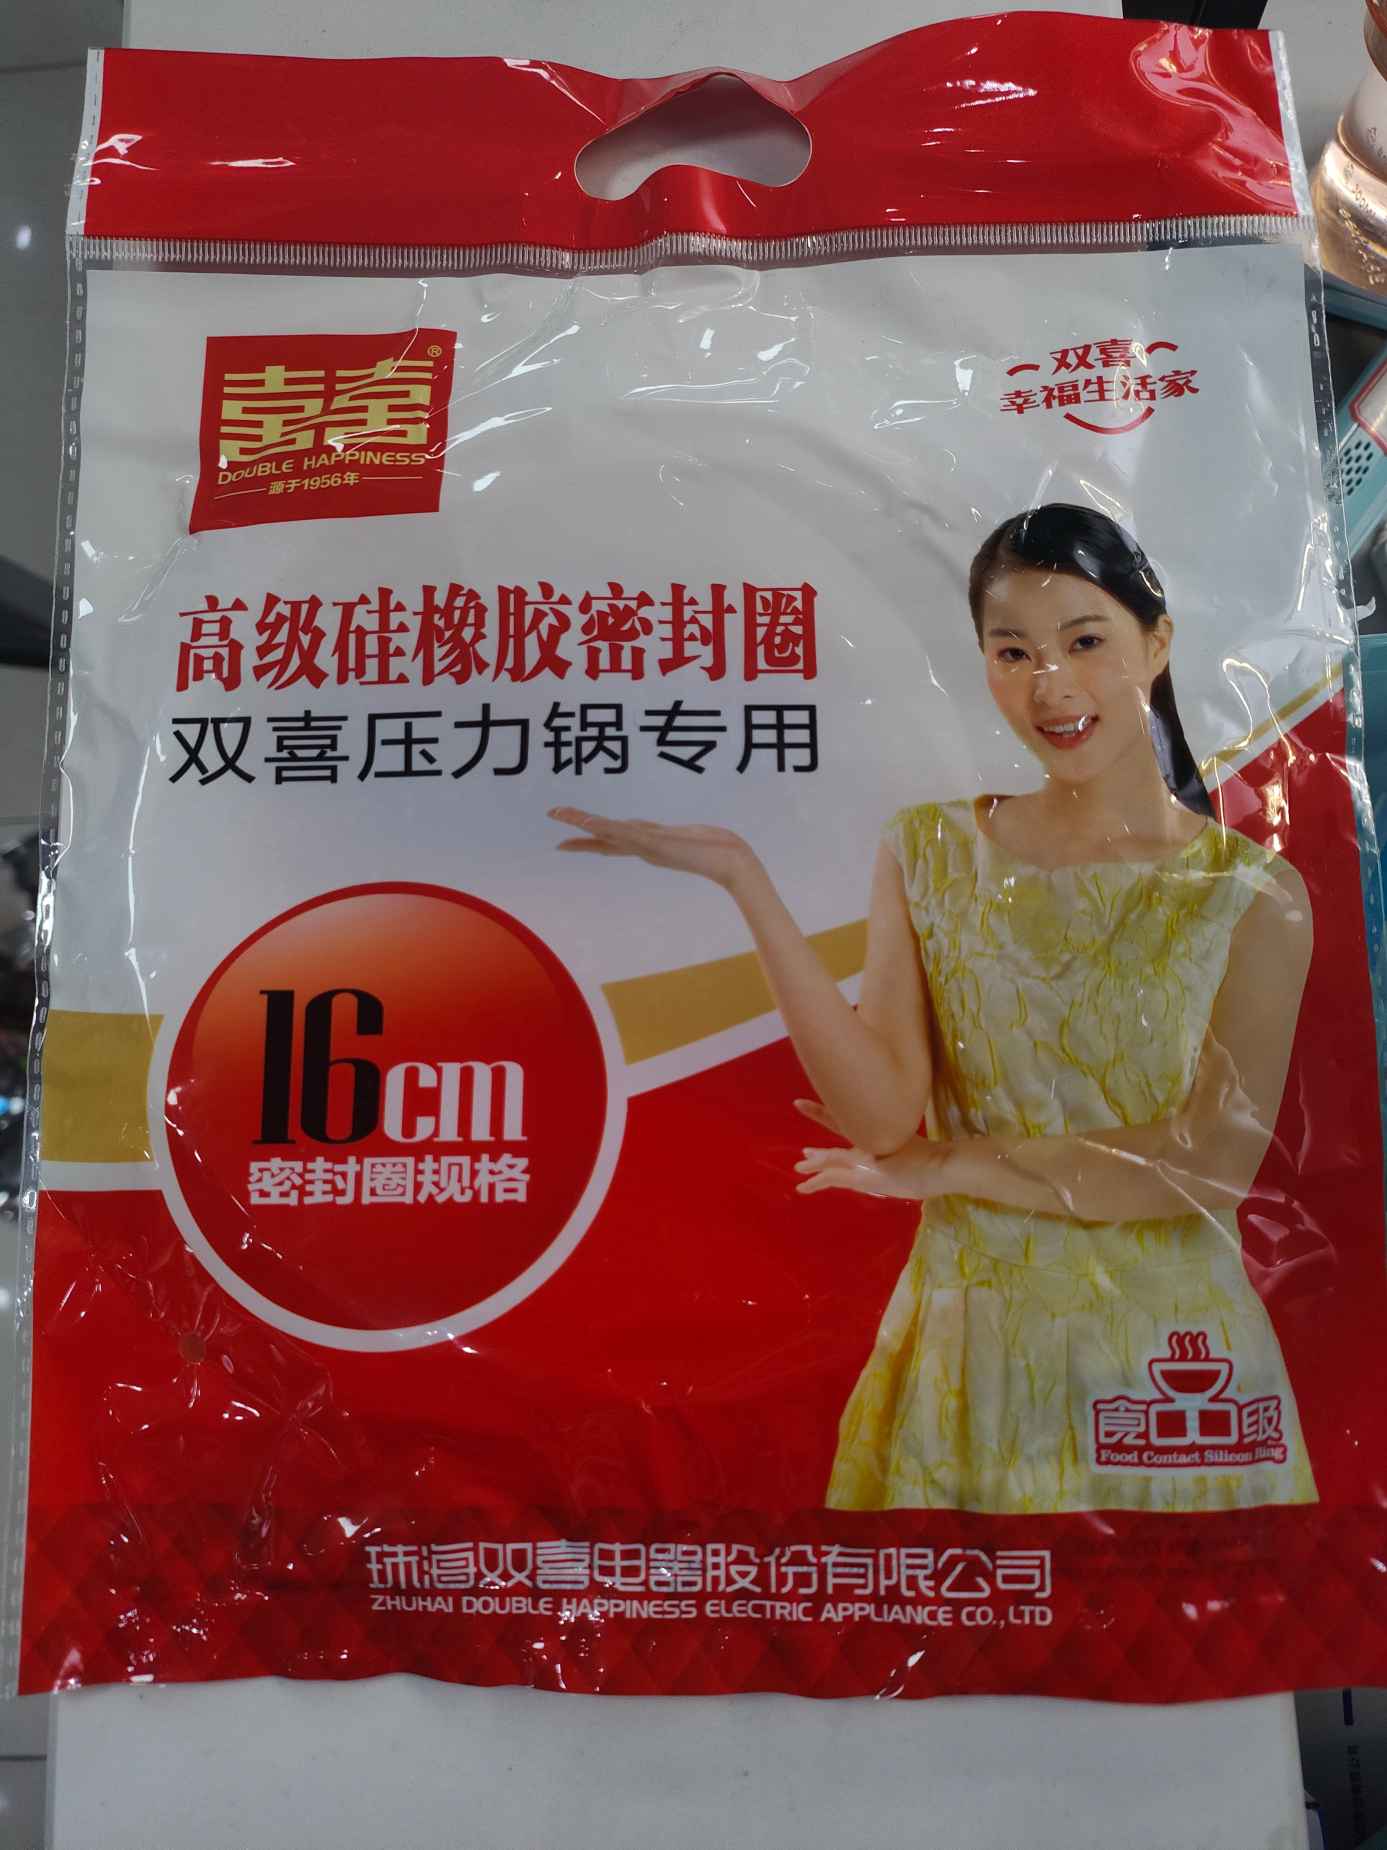 囍®
DOUBLE HAPPINESS
源于1956年
双喜
幸福生活家
高级硅橡胶密封圈
双喜压力锅专用
16cm
密封圈规格
食品级
Food Contact Silicon Ring
珠海双喜电器股份有限公司
ZHUHAI DOUBLE HAPPINESS ELECTRIC APPLIANCE CO.,LTD